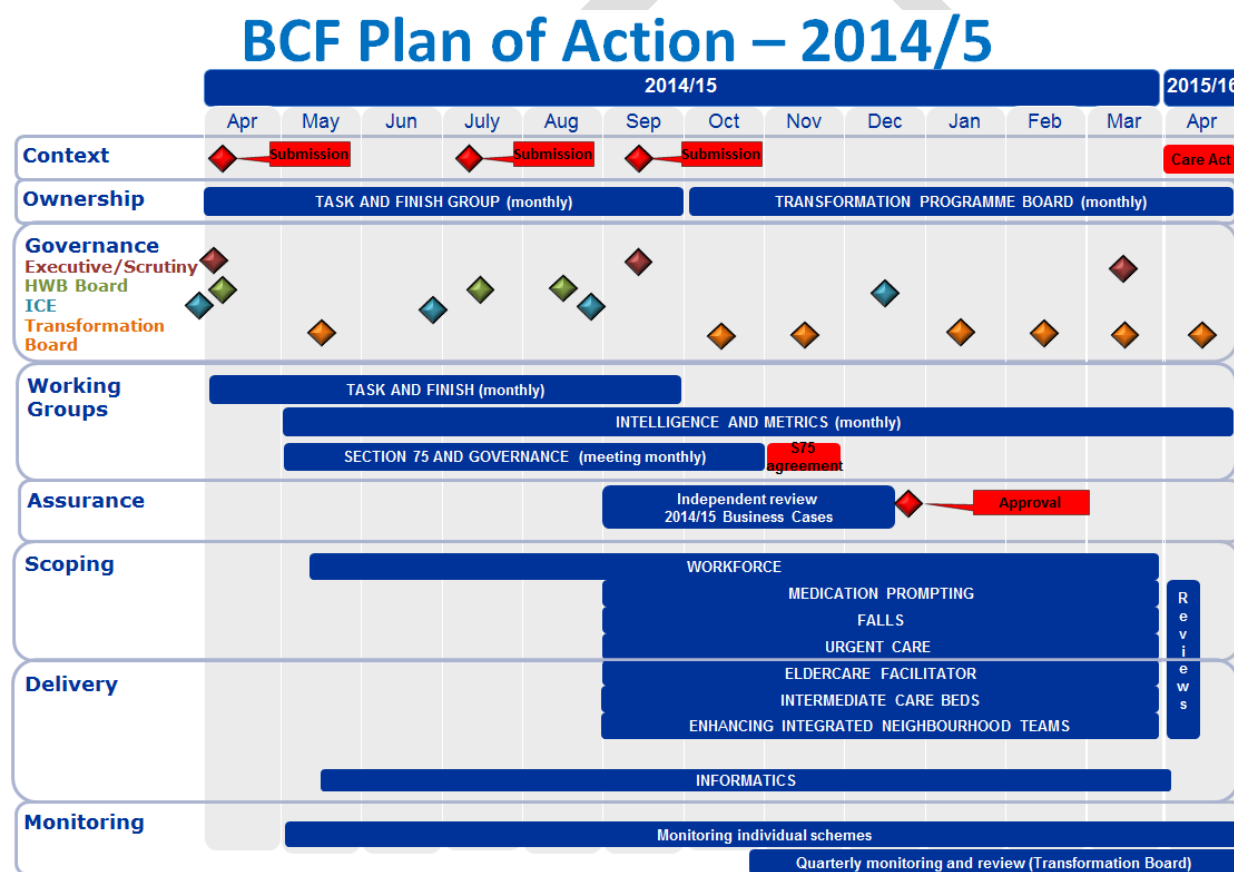 BCF Plan of Action – 2014/5
2014/15
2015/16
Apr May Jun July Aug Sep Oct Nov Dec Jan Feb Mar Apr
Context
Submission
Submission
Submission
Care Act
Ownership
TASK AND FINISH GROUP (monthly)
TRANSFORMATION PROGRAMME BOARD (monthly)
Governance
Executive/Scrutiny
HWB Board
ICE
Transformation
Board
Working
Groups
TASK AND FINISH (monthly)
INTELLIGENCE AND METRICS (monthly)
SECTION 75 AND GOVERNANCE (meeting monthly)
S75
agreement
Assurance
Independent review
2014/15 Business Cases
Approval
Scoping
WORKFORCE
MEDICATION PROMPTING
FALLS
URGENT CARE
Reviews
Delivery
ELDERCARE FACILITATOR
INTERMEDIATE CARE BEDS
ENHANCING INTEGRATED NEIGHBOURHOOD TEAMS
INFORMATICS
Monitoring
Monitoring individual schemes
Quarterly monitoring and review (Transformation Board)